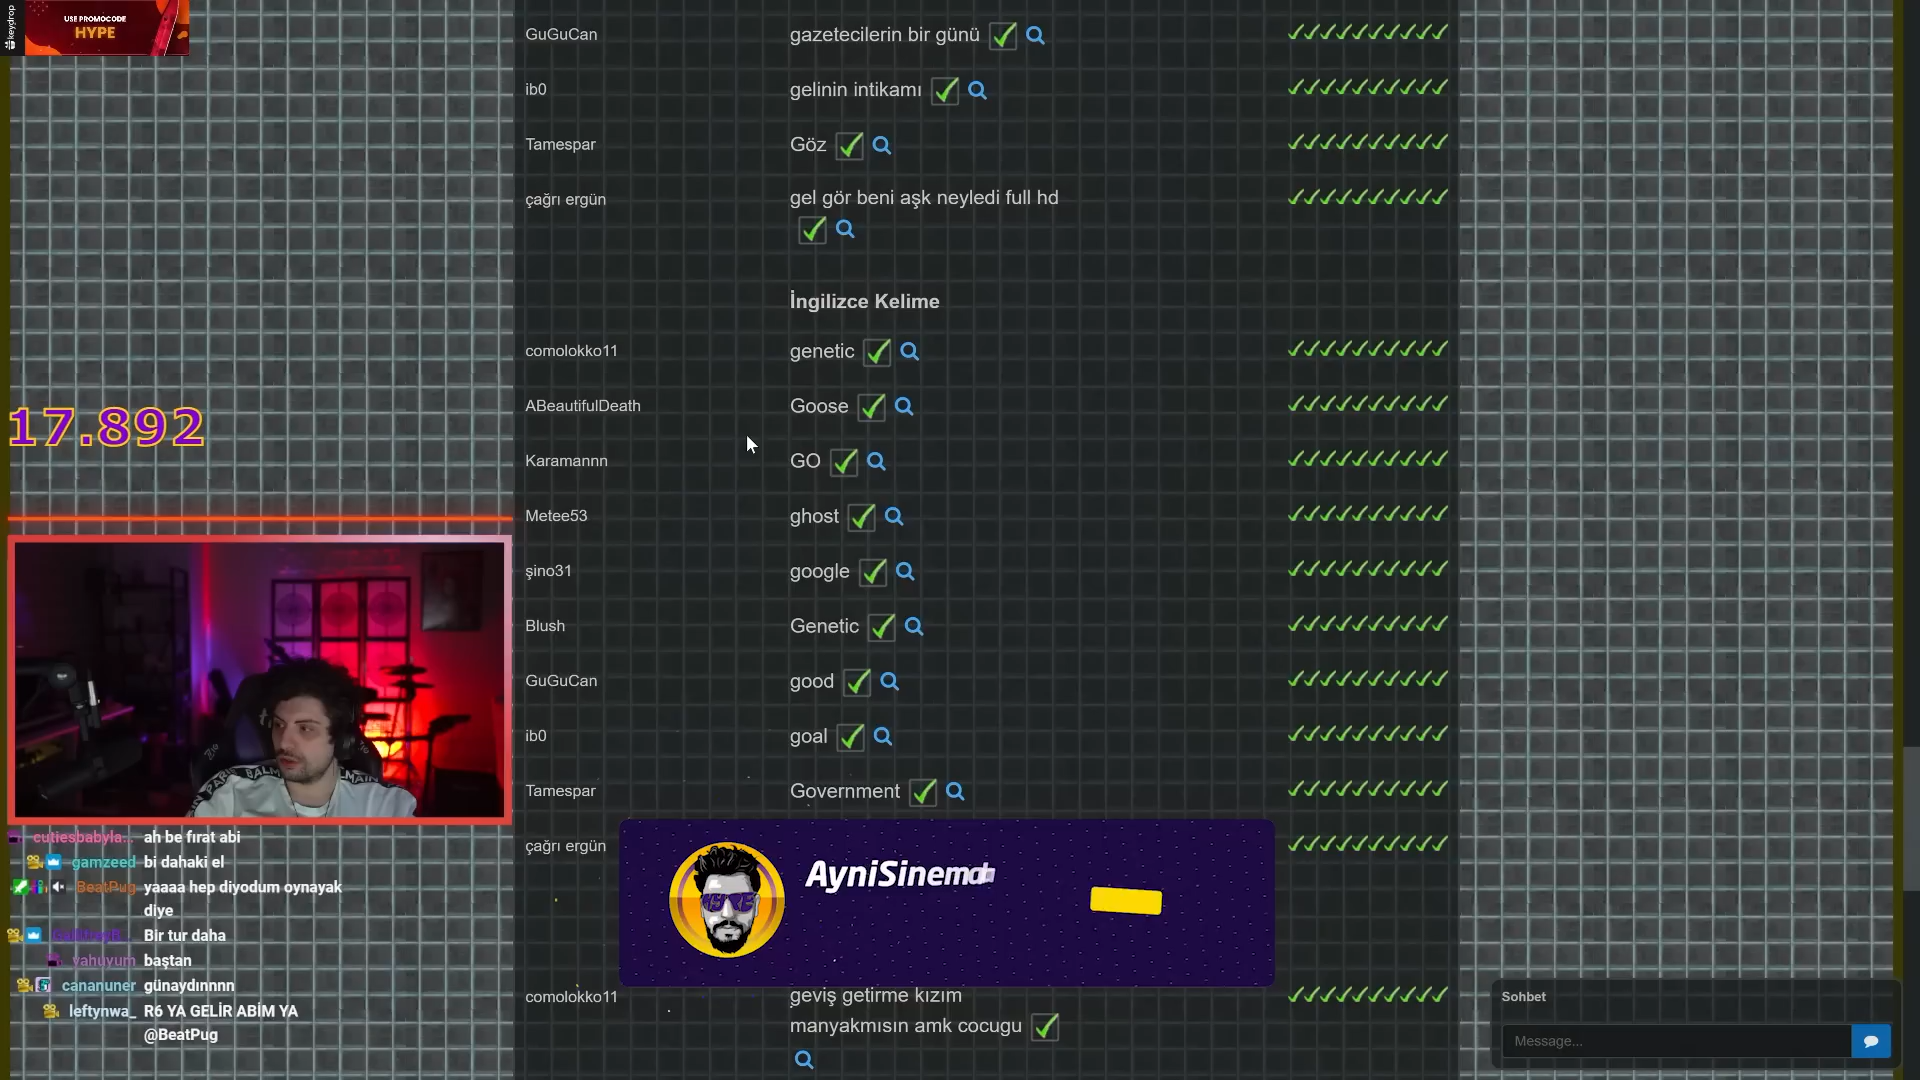 keydrop
USE PROMOCODE
HYPE
GuGuCan gazetecilerin bir günü
ib0 gelinin intikamı
Tamespar Göz
çağrı ergün gel gör beni aşk neyledi full hd
İngilizce Kelime
comolokko11 genetic
ABeautifulDeath Goose
Karamannn GO
Metee53 ghost
şino31 google
Blush Genetic
GuGuCan good
ib0 goal
Tamespar Government
çağrı ergün
comolokko11 geviş getirme kızım
manyakmısın amk cocugu
17.892
BALMAIN
cutiesbabyla... ah be fırat abi
gamzeed bi dahaki el
BeatPug yaaaa hep diyodum oynayak
diye
Bir tur daha
yahuyum baştan
cananuner günaydınnnn
leftynwa_ R6 YA GELİR ABİM YA
@BeatPug
AyniSinema
Sohbet
Message...